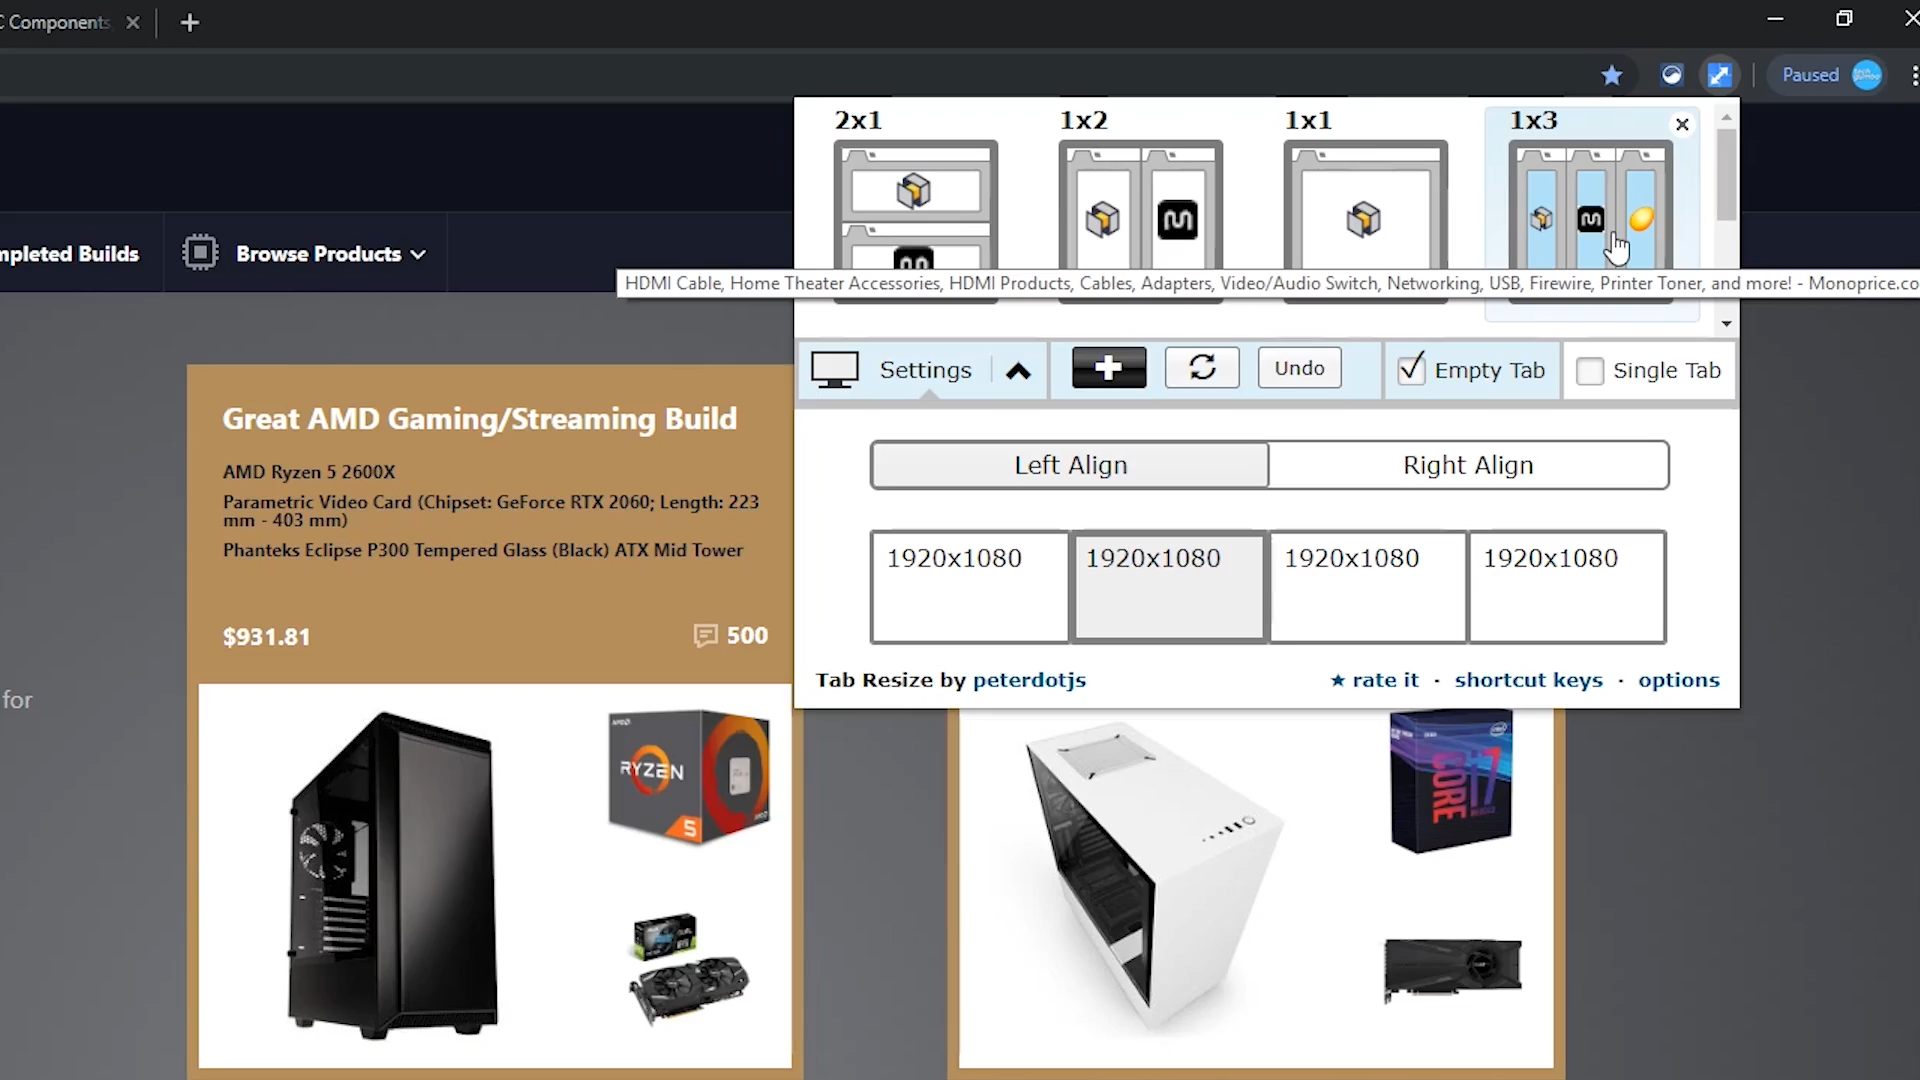 C Components
Paused
2x1
1x2
1x1
1x3
mpleted Builds
Browse Products
HDMI Cable, Home Theater Accessories, HDMI Products, Cables, Adapters, Video/Audio Switch, Networking, USB, Firewire, Printer Toner, and more! - Monoprice.co
Settings
Undo
Empty Tab
Single Tab
Left Align
Right Align
1920x1080
1920x1080
1920x1080
1920x1080
Tab Resize by peterdotjs
★ rate it · shortcut keys · options
Great AMD Gaming/Streaming Build
AMD Ryzen 5 2600X
Parametric Video Card (Chipset: GeForce RTX 2060; Length: 223
mm - 403 mm)
Phanteks Eclipse P300 Tempered Glass (Black) ATX Mid Tower
$931.81
500
for
AMD
RYZEN
5
intel
CORE i7